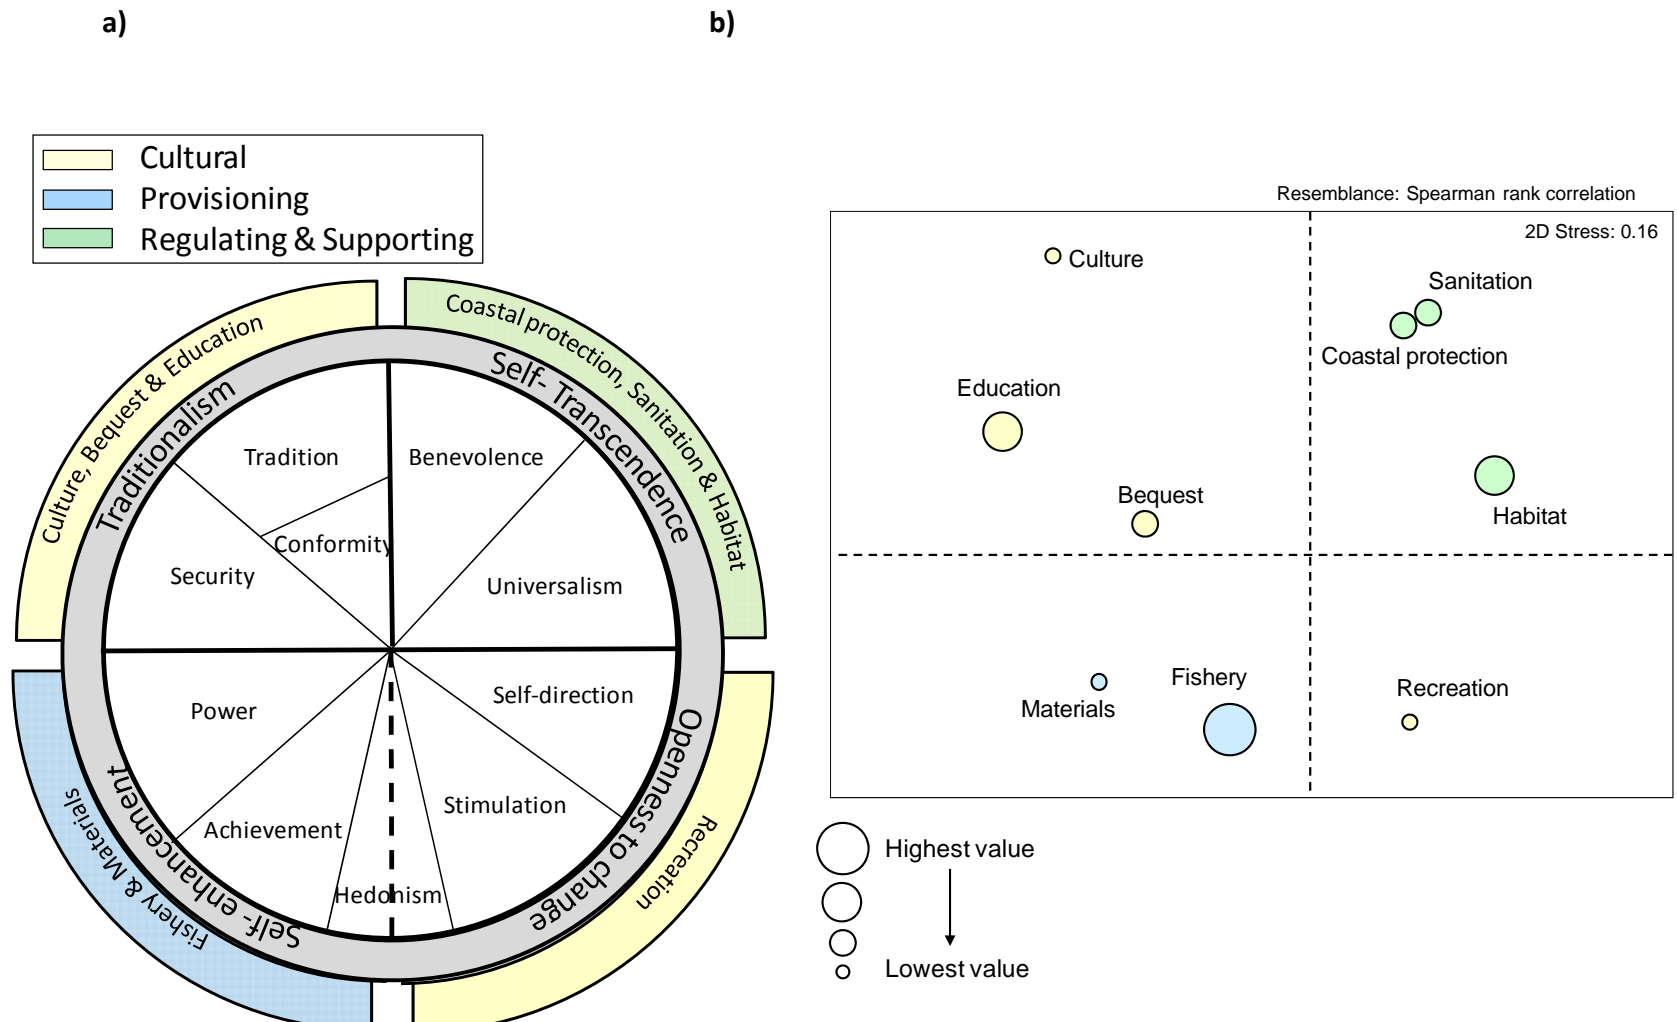 a)
b)
Cultural
Provisioning
Regulating & Supporting
Culture, Bequest & Education
Coastal protection, Sanitation & Habitat
Traditionalism
Self- Transcendence
Tradition
Benevolence
Conformity
Security
Universalism
Power
Self-direction
Achievement
Stimulation
Hedonism
Self- enhancement
Openness to change
Fishery & Materials
Recreation
Resemblance: Spearman rank correlation
2D Stress: 0.16
Culture
Sanitation
Coastal protection
Education
Bequest
Habitat
Fishery
Materials
Recreation
Highest value
Lowest value